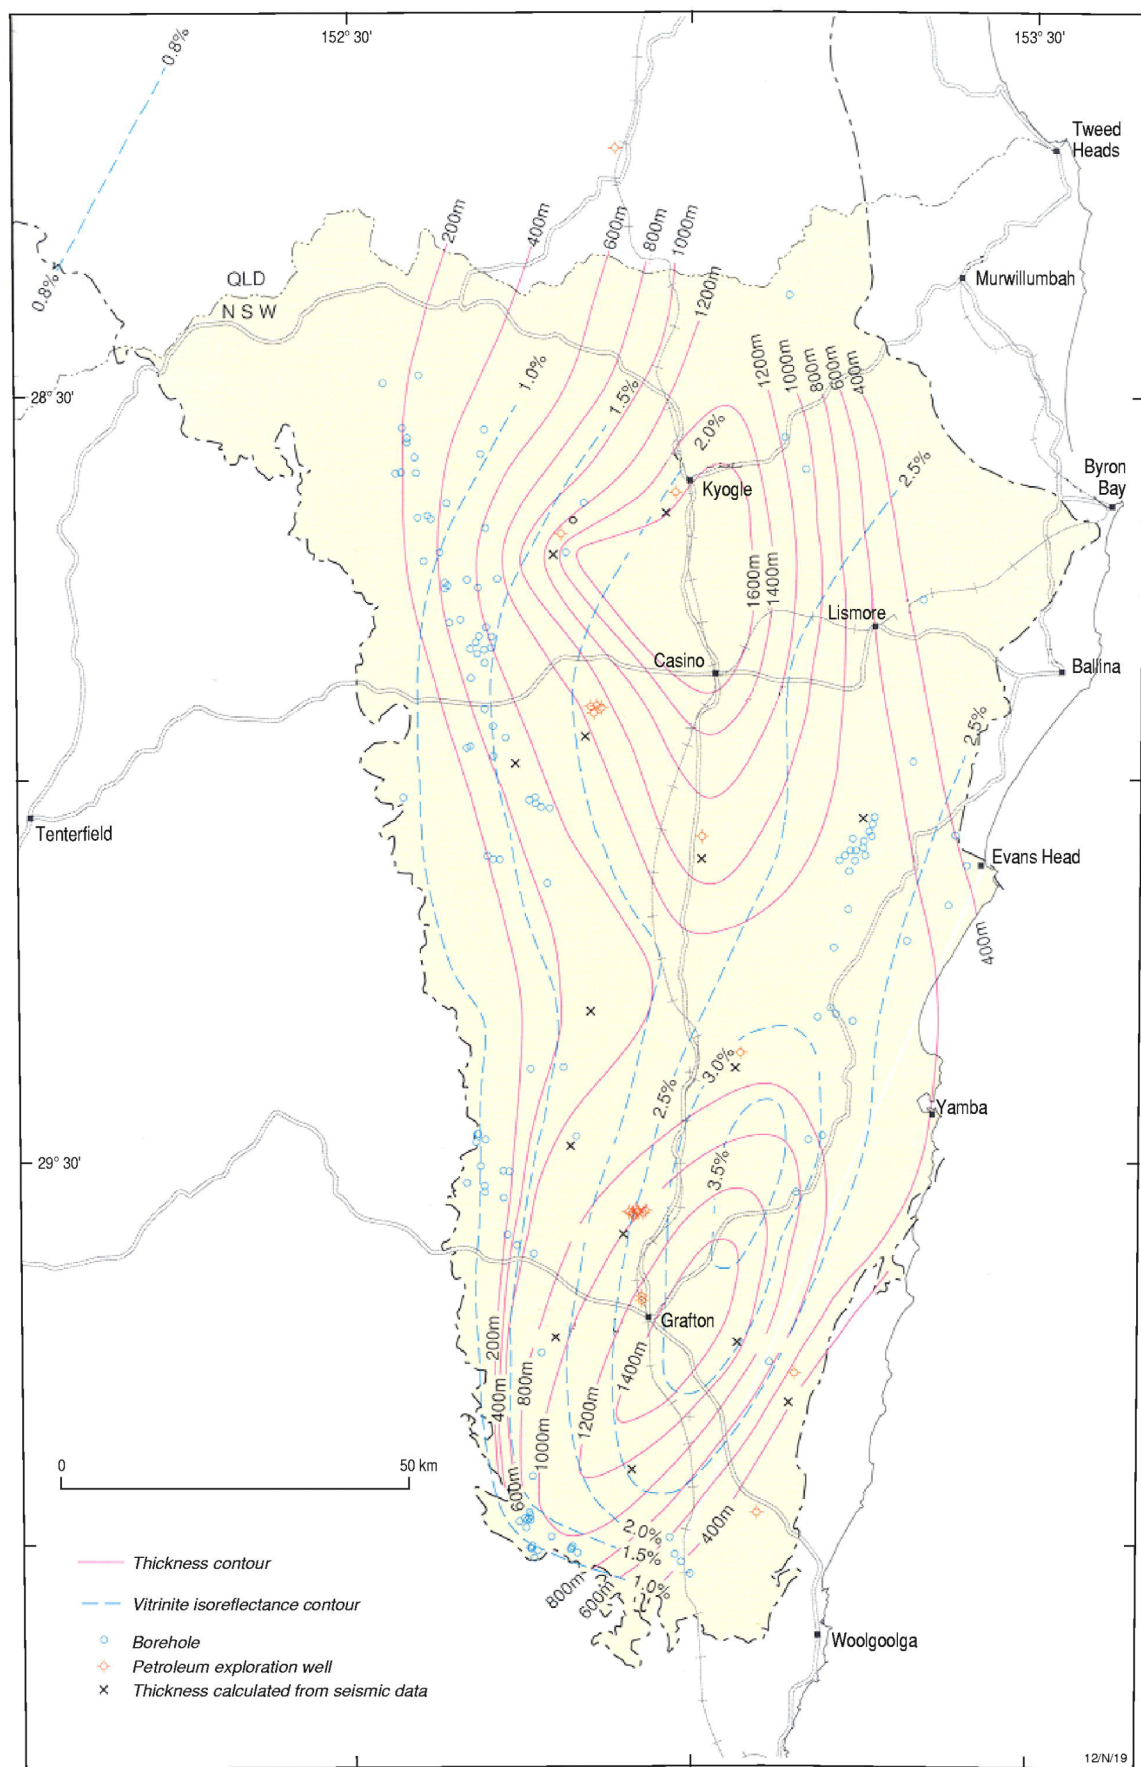 152° 30'
153° 30'
0.8%
Tweed
Heads
200m
400m
600m
800m
1000m
1200m
0.8%
QLD
NSW
Murwillumbah
1.0%
1.5%
1200m
1000m
800m
600m
400m
28° 30'
2.0%
2.5%
Kyogle
Byron
Bay
1600m
1400m
Lismore
Casino
Ballina
2.5%
Tenterfield
Evans Head
400m
3.0%
2.5%
Yamba
29° 30'
3.5%
Grafton
200m
400m
800m
1400m
1200m
1000m
600m
0
50 km
2.0%
1.5%
1.0%
400m
800m
600m
Thickness contour
Vitrinite isoreflectance contour
Borehole
Petroleum exploration well
Thickness calculated from seismic data
Woolgoolga
12/N/19